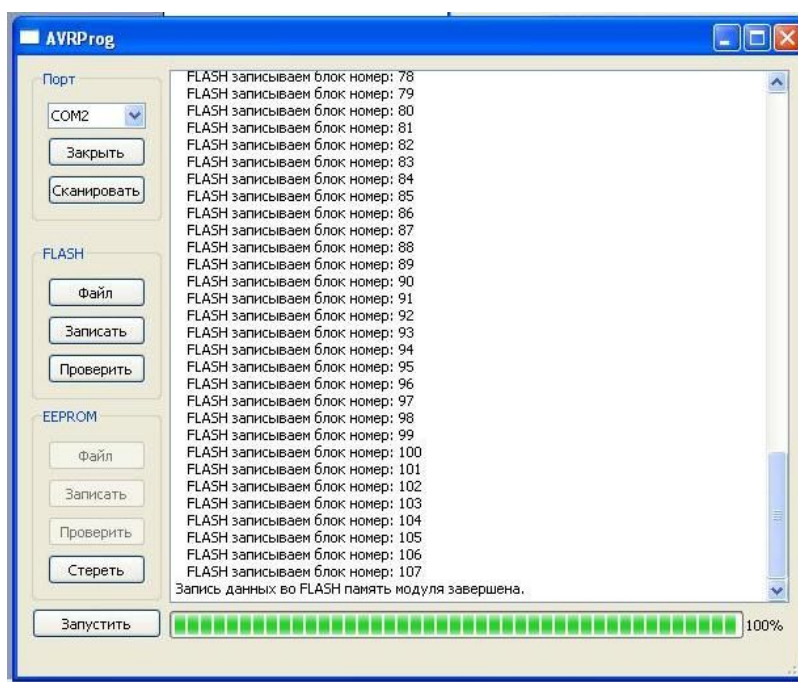 AVRProg
Порт
COM2
Закрыть
Сканировать
FLASH
Файл
Записать
Проверить
EEPROM
Файл
Записать
Проверить
Стереть
Запустить
FLASH записываем блок номер: 78
FLASH записываем блок номер: 79
FLASH записываем блок номер: 80
FLASH записываем блок номер: 81
FLASH записываем блок номер: 82
FLASH записываем блок номер: 83
FLASH записываем блок номер: 84
FLASH записываем блок номер: 85
FLASH записываем блок номер: 86
FLASH записываем блок номер: 87
FLASH записываем блок номер: 88
FLASH записываем блок номер: 89
FLASH записываем блок номер: 90
FLASH записываем блок номер: 91
FLASH записываем блок номер: 92
FLASH записываем блок номер: 93
FLASH записываем блок номер: 94
FLASH записываем блок номер: 95
FLASH записываем блок номер: 96
FLASH записываем блок номер: 97
FLASH записываем блок номер: 98
FLASH записываем блок номер: 99
FLASH записываем блок номер: 100
FLASH записываем блок номер: 101
FLASH записываем блок номер: 102
FLASH записываем блок номер: 103
FLASH записываем блок номер: 104
FLASH записываем блок номер: 105
FLASH записываем блок номер: 106
FLASH записываем блок номер: 107
Запись данных во FLASH память модуля завершена.
100%